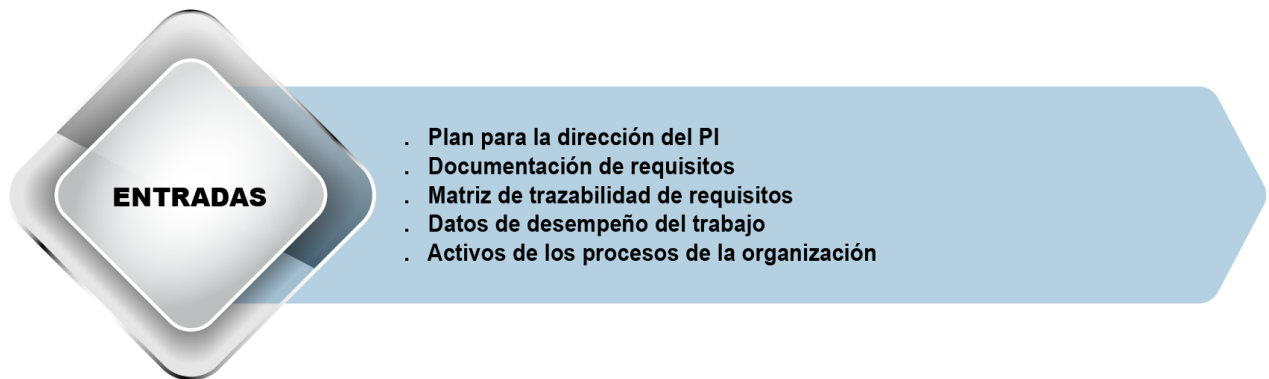 ENTRADAS
. Plan para la dirección del PI
. Documentación de requisitos
. Matriz de trazabilidad de requisitos
. Datos de desempeño del trabajo
. Activos de los procesos de la organización